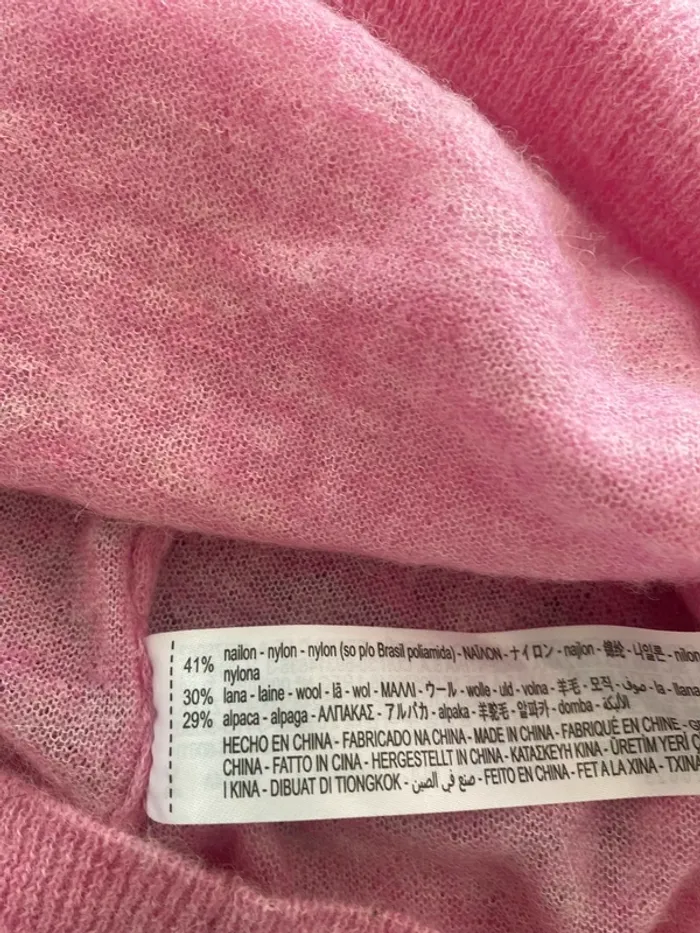 41% nailon - nylon - nylon (so p/o Brasil poliamida) - ΝΑΪΛΟΝ - ナイロン - najlon - 锦纶 - 나일론 - nilon
nylona
30% lana - laine - wool - lã - wol - ΜΑΛΛΙ - ウール - wolle - uld - volna - 羊毛 - 모직 - صوف - la - llana
29% alpaca - alpaga - ΑΛΠΑΚΑΣ - アルパカ - alpaka - 羊驼毛 - 알파카 - domba - الألبكة
HECHO EN CHINA - FABRICADO NA CHINA - MADE IN CHINA - FABRIQUÉ EN CHINE -
CHINA - FATTO IN CINA - HERGESTELLT IN CHINA - ΚΑΤΑΣΚΕΥΗ ΚΙΝΑ - ÜRETİM YERİ
I KINA - DIBUAT DI TIONGKOK - صنع في الصين - FEITO EN CHINA - FET A LA XINA - TXINA